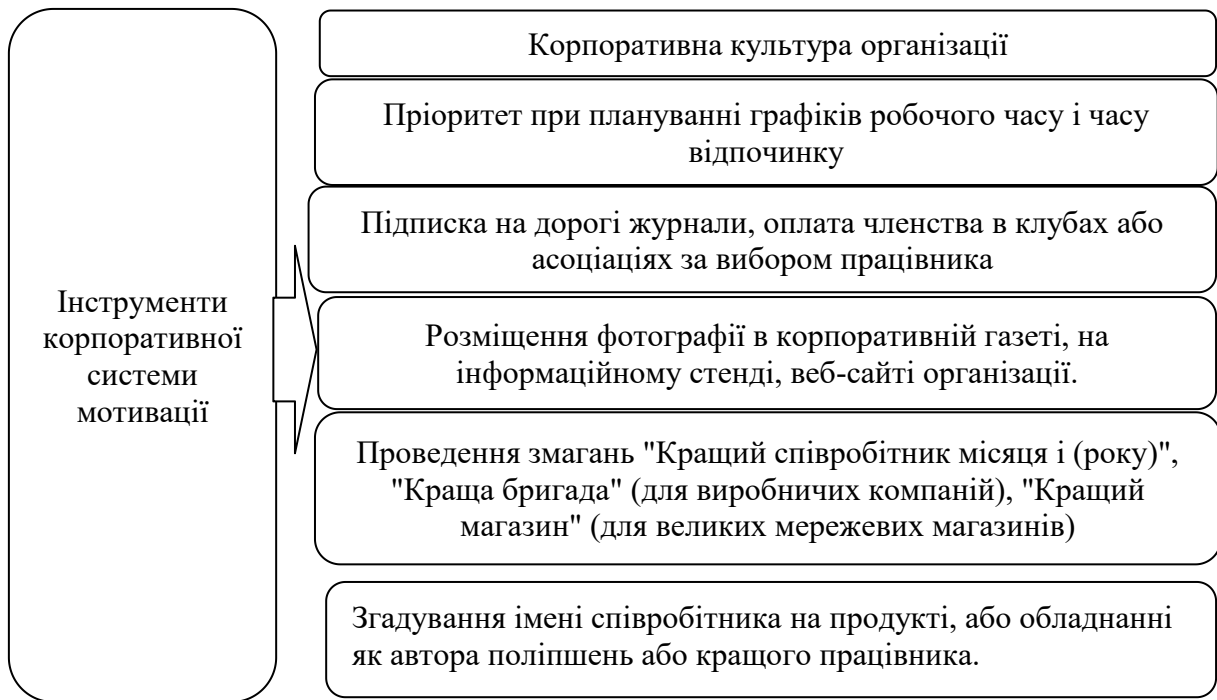 Інструменти
корпоративної
системи
мотивації
Корпоративна культура організації
Пріоритет при плануванні графіків робочого часу і часу
відпочинку
Підписка на дорогі журнали, оплата членства в клубах або
асоціаціях за вибором працівника
Розміщення фотографії в корпоративній газеті, на
інформаційному стенді, веб-сайті організації.
Проведення змагань "Кращий співробітник місяця і (року)",
"Краща бригада" (для виробничих компаній), "Кращий
магазин" (для великих мережевих магазинів)
Згадування імені співробітника на продукті, або обладнанні
як автора поліпшень або кращого працівника.